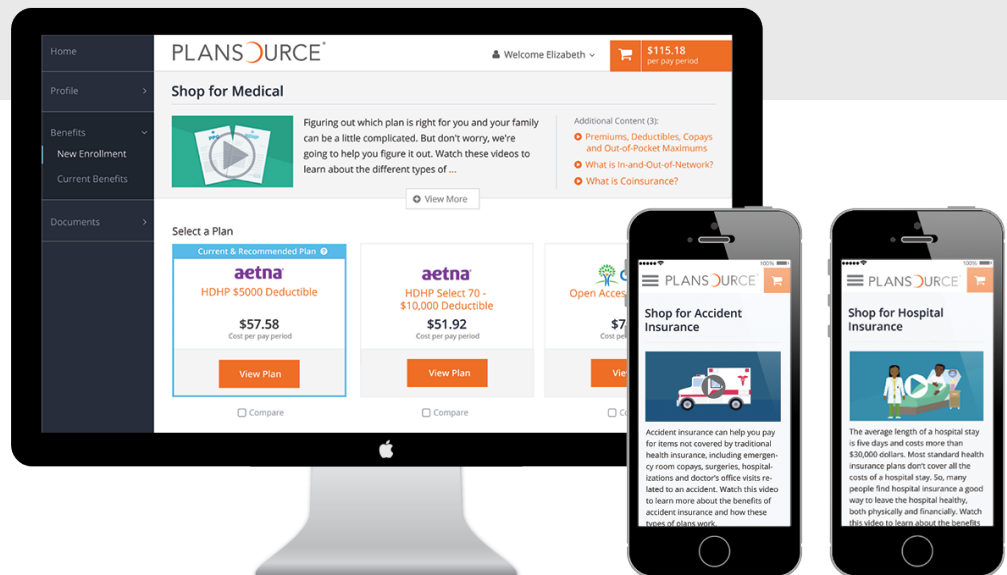 Home
Profile
Benefits
New Enrollment
Current Benefits
Documents
PLANSOURCE
Welcome Elizabeth
$115.18
per pay period
Shop for Medical
Figuring out which plan is right for you and your family
can be a little complicated. But don't worry, we're
going to help you figure it out. Watch these videos to
learn about the different types of ...
Additional Content (3):
Premiums, Deductibles, Copays
and Out-of-Pocket Maximums
What is In-and-Out-of-Network?
What is Coinsurance?
View More
Select a Plan
Current & Recommended Plan
aetna
HDHP $5000 Deductible
$57.58
Cost per pay period
View Plan
Compare
aetna
HDHP Select 70 -
$10,000 Deductible
$51.92
Cost per pay period
View Plan
Compare
Open
100%
PLANSOURCE
Shop for Accident
Insurance
Accident insurance can help you pay
for items not covered by traditional
health insurance, including emergen-
cy room copays, surgeries, hospital-
izations and doctor's office visits re-
lated to an accident. Watch this video
to learn more about the benefits of
accident insurance and how these
types of plans work.
100%
PLANSOURCE
Shop for Hospital
Insurance
The average length of a hospital stay
is five days and costs more than
$30,000 dollars. Most standard health
insurance plans don't cover all the
costs of a hospital stay. So, many
people find hospital insurance a good
way to leave the hospital healthy,
both physically and financially. Watch
this video to learn about the benefits